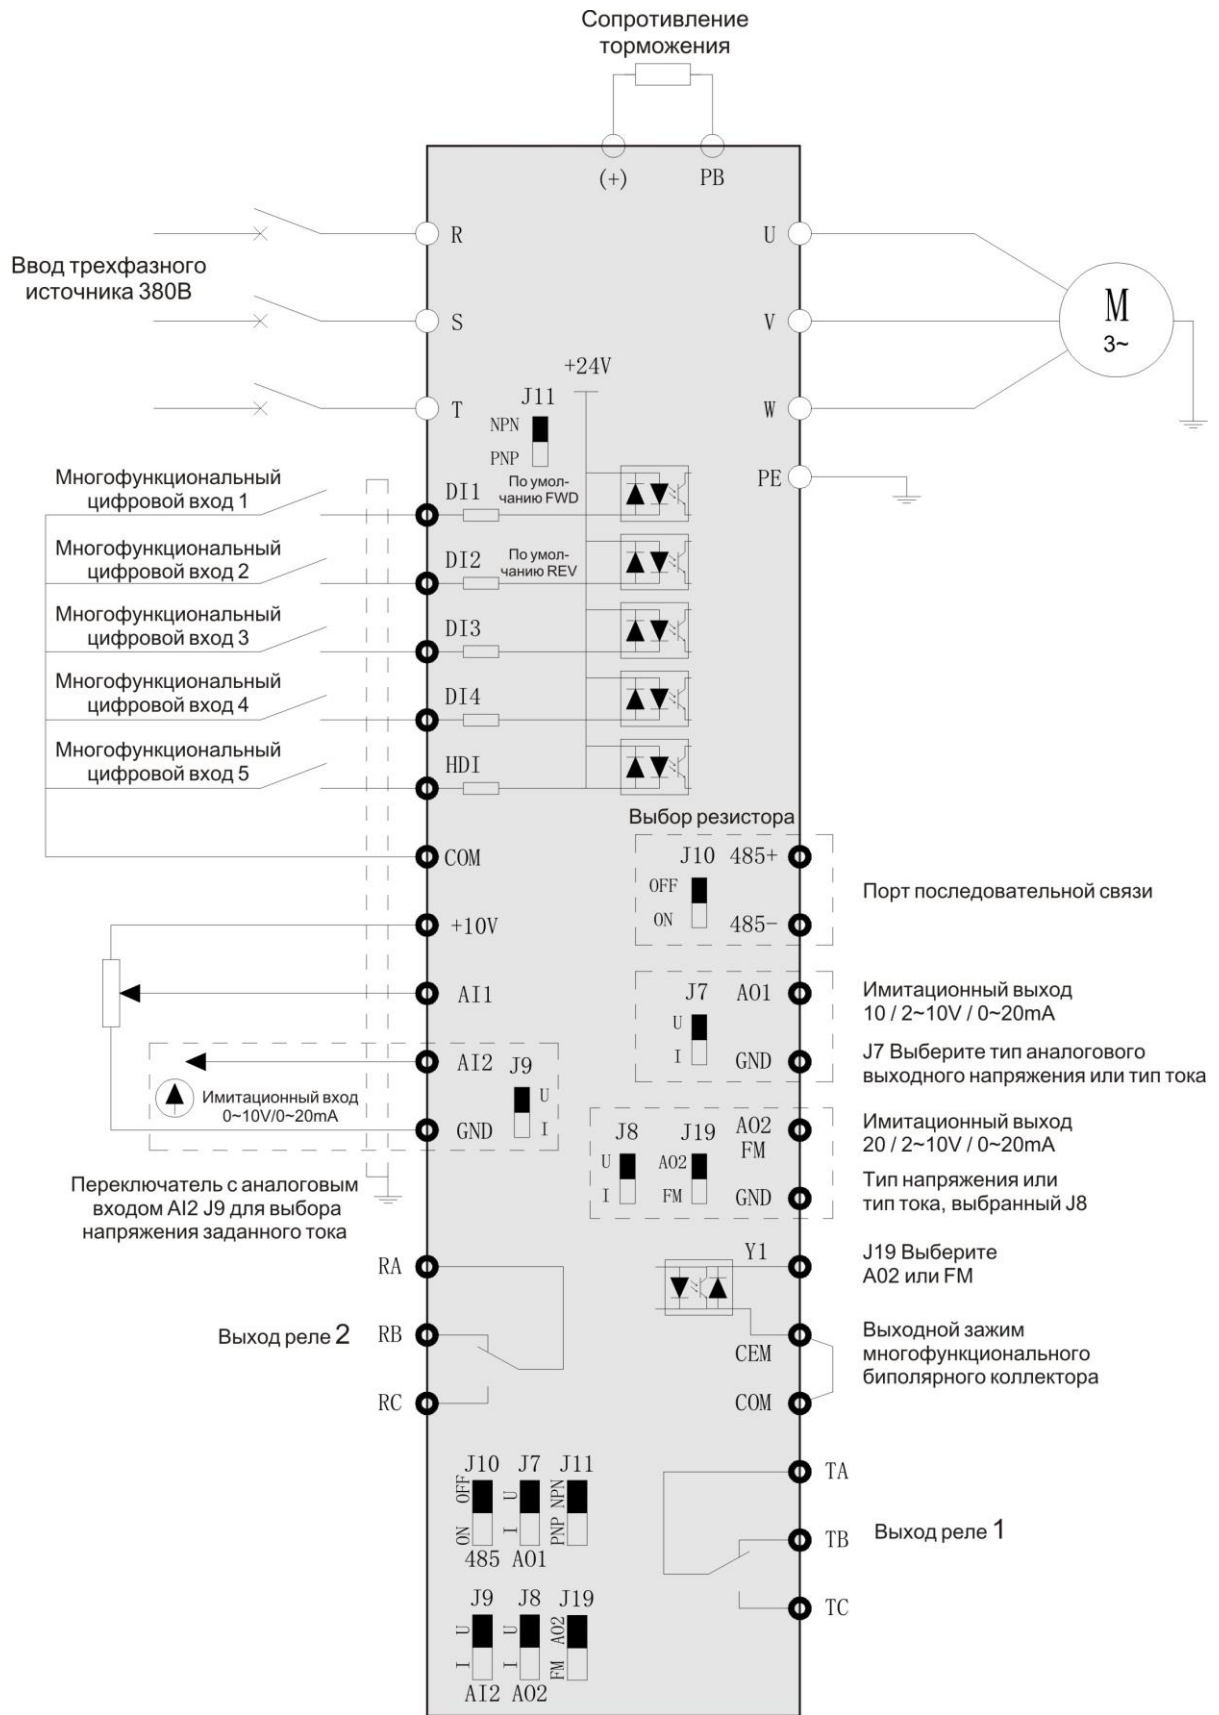 Сопротивление
торможения
(+)
PB
R
U
Ввод трехфазного
источника 380В
M
3~
S
V
+24V
J11
T
W
NPN
PNP
PE
Многофункциональный
цифровой вход 1
DI1
По умол-
чанию FWD
Многофункциональный
цифровой вход 2
DI2
По умол-
чанию REV
Многофункциональный
цифровой вход 3
DI3
Многофункциональный
цифровой вход 4
DI4
Многофункциональный
цифровой вход 5
HDI
Выбор резистора
COM
J10
485+
OFF
ON
485-
Порт последовательной связи
+10V
AI1
J7
AO1
U
I
GND
Имитационный выход
10 / 2~10V / 0~20mA
J7 Выберите тип аналогового
выходного напряжения или тип тока
AI2
J9
U
I
Имитационный вход
0~10V/0~20mA
GND
J8
J19
AO2
FM
U
I
AO2
FM
GND
Имитационный выход
20 / 2~10V / 0~20mA
Тип напряжения или
тип тока, выбранный J8
Переключатель с аналоговым
входом AI2 J9 для выбора
напряжения заданного тока
Y1
J19 Выберите
A02 или FM
RA
Выход реле 2
RB
RC
CEM
COM
Выходной зажим
многофункционального
биполярного коллектора
J10
J7
J11
OFF
ON
U
I
NPN
PNP
485
AO1
TA
TB
Выход реле 1
TC
J9
J8
J19
U
I
U
I
AO2
FM
AI2
AO2